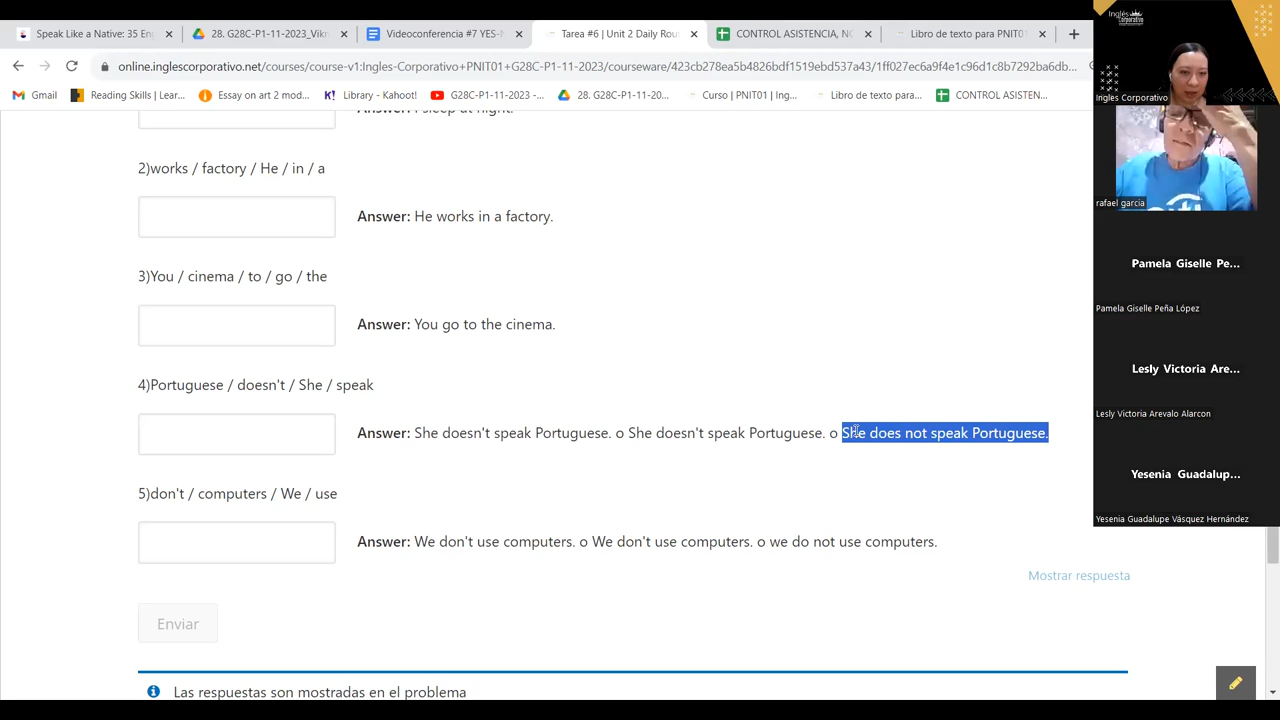 Speak Like a Native: 35 En
28. G28C-P1-11-2023_Vikn
Videoconferencia #7 YES-N
Tarea #6 | Unit 2 Daily Rou
CONTROL ASISTENCIA, NO
Libro de texto para PNIT01
online.inglescorporativo.net/courses/course-v1:Ingles-Corporativo+PNIT01+G28C-P1-11-2023/courseware/423cb278ea5b4856bdf1519ebd537a43/1ff027ec6a9f4e1c96d1c8b7292ba6db...
Gmail
Reading Skills | Lear...
Essay on art 2 mod...
Library - Kahoo
G28C-P1-11-2023 -...
28. G28C-P1-11-20...
Curso | PNIT01 | Ing...
Libro de texto para...
CONTROL ASISTEN...
Answer: I sleep at night.
2)works / factory / He / in / a
Answer: He works in a factory.
3)You / cinema / to / go / the
Answer: You go to the cinema.
4)Portuguese / doesn't / She / speak
Answer: She doesn't speak Portuguese. o She doesn't speak Portuguese. o She does not speak Portuguese.
5)don't / computers / We / use
Answer: We don't use computers. o We don't use computers. o we do not use computers.
Mostrar respuesta
Enviar
Las respuestas son mostradas en el problema
Inglés
Corporativo
Ingles Corporativo
rafael garcia
Pamela Giselle Pe...
Pamela Giselle Peña López
Lesly Victoria Are...
Lesly Victoria Arevalo Alarcon
Yesenia Guadalup...
Yesenia Guadalupe Vásquez Hernández